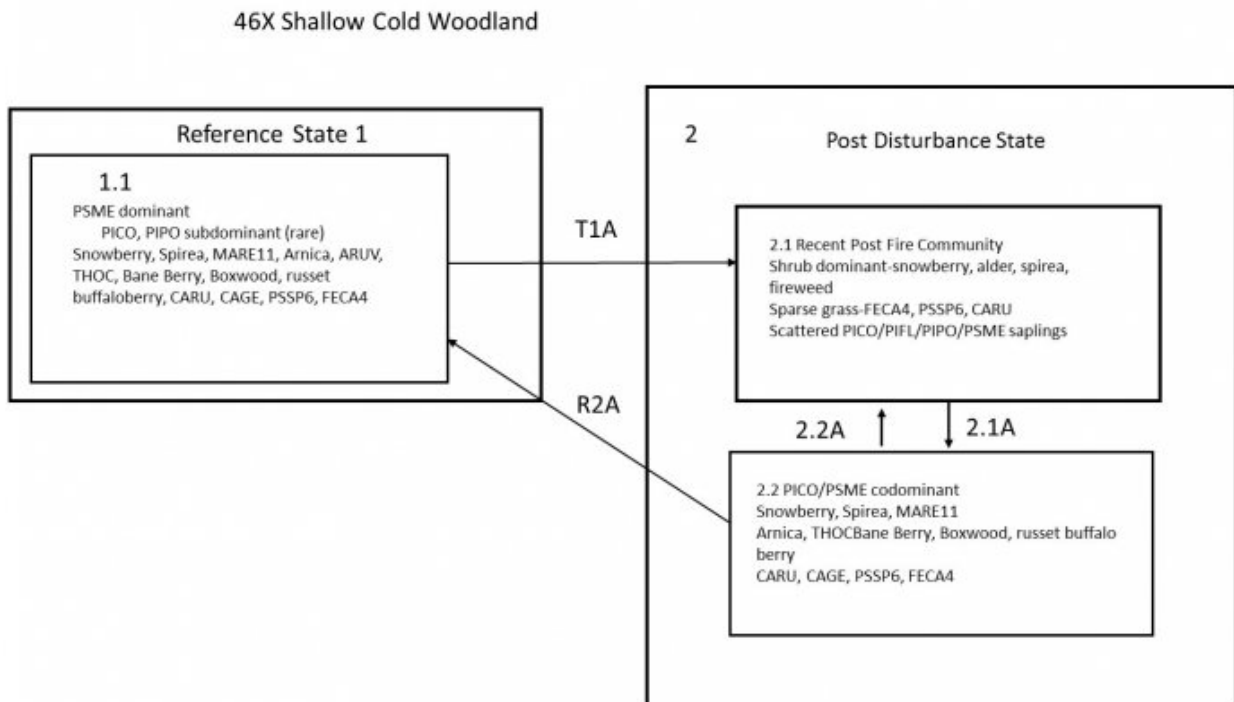 46X Shallow Cold Woodland
Reference State 1
1.1
PSME dominant
PICO, PIPO subdominant (rare)
Snowberry, Spirea, MARE11, Arnica, ARUV,
THOC, Bane Berry, Boxwood, russet
buffaloberry, CARU, CAGE, PSSP6, FECA4
T1A
R2A
2
Post Disturbance State
2.1 Recent Post Fire Community
Shrub dominant-snowberry, alder, spirea,
fireweed
Sparse grass-FECA4, PSSP6, CARU
Scattered PICO/PIFL/PIPO/PSME saplings
2.2A
2.1A
2.2 PICO/PSME codominant
Snowberry, Spirea, MARE11
Arnica, THOCBane Berry, Boxwood, russet buffalo
berry
CARU, CAGE, PSSP6, FECA4